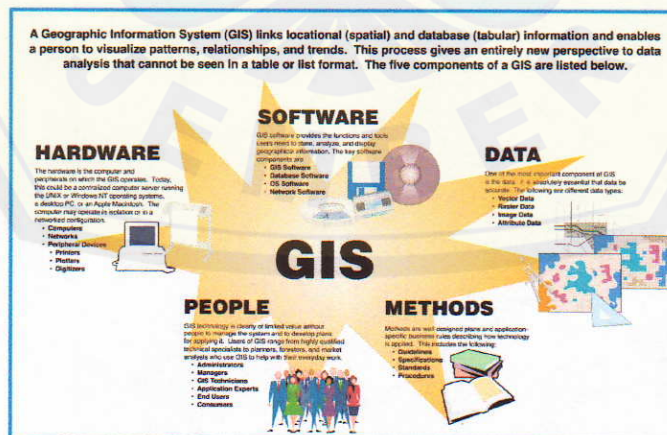 A Geographic Information System (GIS) links locational (spatial) and database (tabular) information and enables
a person to visualize patterns, relationships, and trends. This process gives an entirely new perspective to data
analysis that cannot be seen in a table or list format. The five components of a GIS are listed below.
SOFTWARE
GIS software provides the functions and tools
users need to store, analyze, and display
geographical information. The key software
components are
• GIS Software
• Database Software
• OS Software
• Network Software
HARDWARE
The hardware is the computer and
peripherals on which the GIS operates. Today,
this could be a centralized computer server running
the UNIX or Windows NT operating systems,
a desktop PC, or an Apple Macintosh. The
computer may operate in isolation or in a
networked configuration.
• Computers
• Networks
• Peripheral Devices
• Printers
• Plotters
• Digitizers
DATA
One of the most important component of GIS
is the data. It is absolutely essential that data be
accurate. The following are different data types:
• Vector Data
• Raster Data
• Image Data
• Attribute Data
GIS
PEOPLE
GIS technology is clearly of limited value without
people to manage the system and to develop plans
for applying it. Users of GIS range from highly qualified
technical specialists to planners, foresters, and market
analysts who use GIS to help with their everyday work.
• Administrators
• Managers
• GIS Technicians
• Application Experts
• End Users
• Consumers
METHODS
Methods are well designed plans and application-
specific business rules describing how technology
is applied. This includes the following:
• Guidelines
• Specifications
• Standards
• Procedures